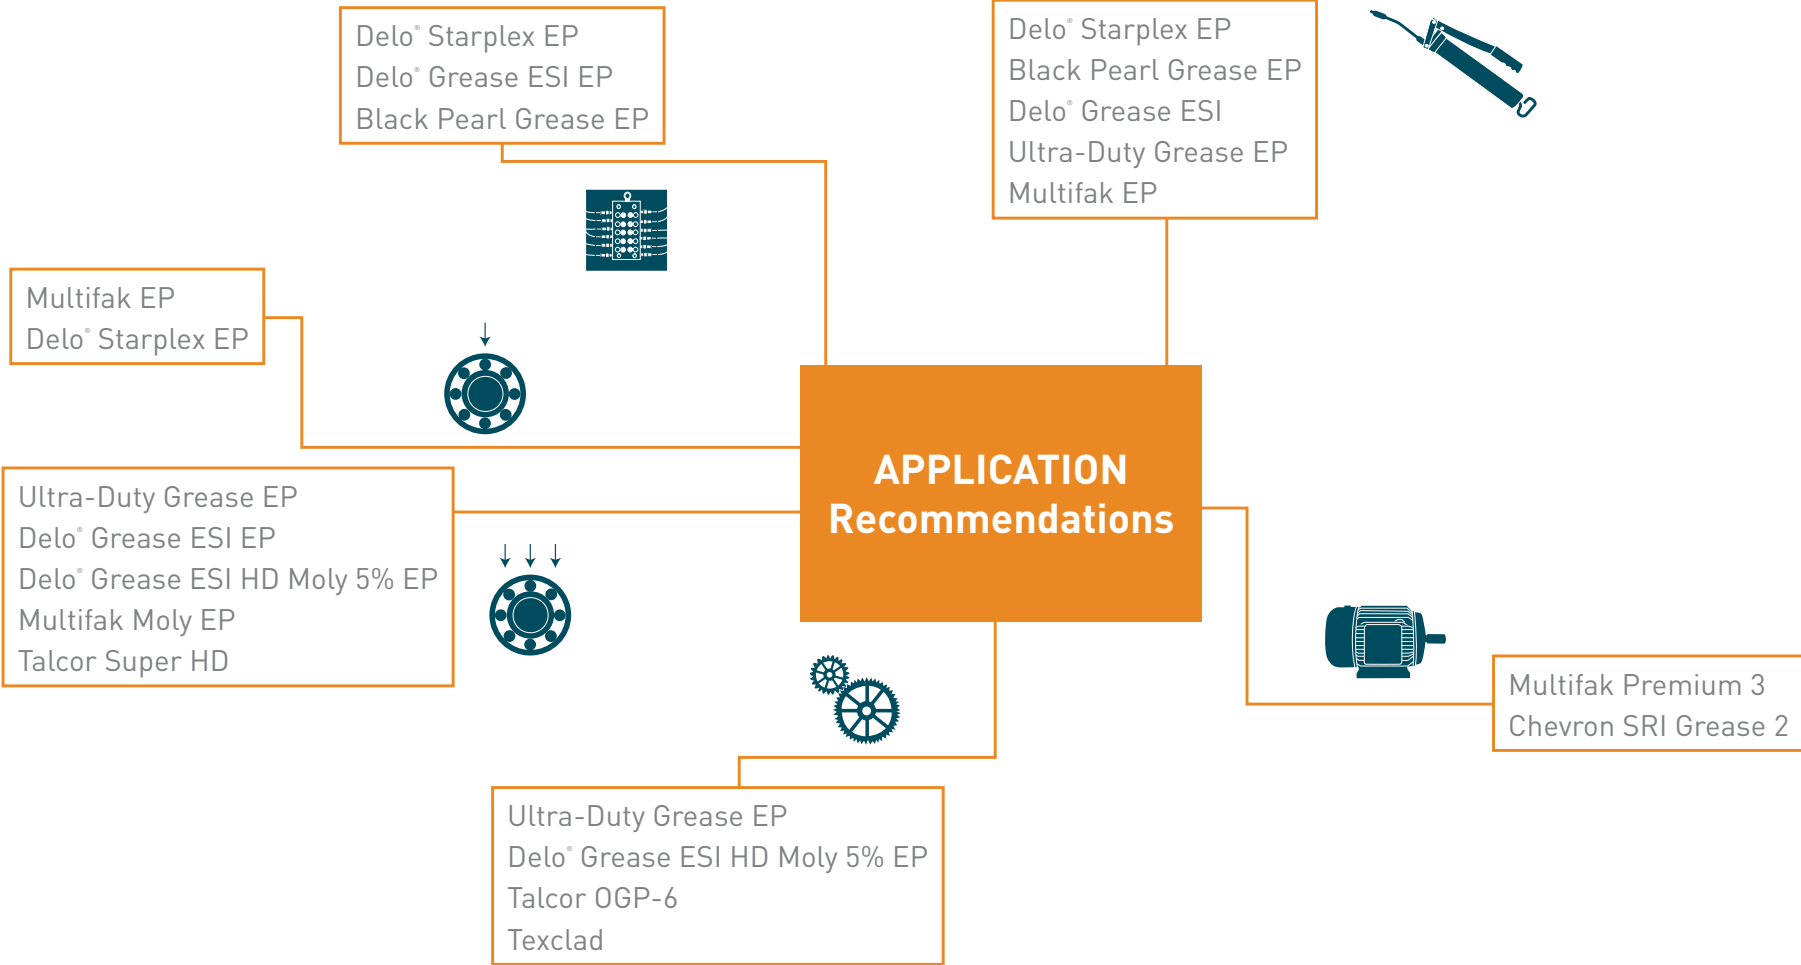 Delo® Starplex EP
Delo® Grease ESI EP
Black Pearl Grease EP
Delo® Starplex EP
Black Pearl Grease EP
Delo® Grease ESI
Ultra-Duty Grease EP
Multifak EP
Multifak EP
Delo® Starplex EP
Ultra-Duty Grease EP
Delo® Grease ESI EP
Delo® Grease ESI HD Moly 5% EP
Multifak Moly EP
Talcor Super HD
APPLICATION
Recommendations
Multifak Premium 3
Chevron SRI Grease 2
Ultra-Duty Grease EP
Delo® Grease ESI HD Moly 5% EP
Talcor OGP-6
Texclad